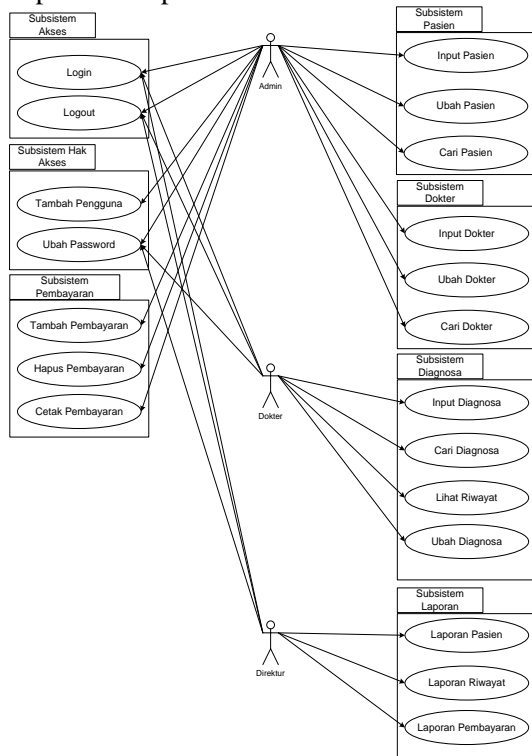 Subsistem
Akses
Login
Logout
Subsistem Hak
Akses
Tambah Pengguna
Ubah Password
Subsistem
Pembayaran
Tambah Pembayaran
Hapus Pembayaran
Cetak Pembayaran
Admin
Dokter
Direktur
Subsistem
Pasien
Input Pasien
Ubah Pasien
Cari Pasien
Subsistem
Dokter
Input Dokter
Ubah Dokter
Cari Dokter
Subsistem
Diagnosa
Input Diagnosa
Cari Diagnosa
Lihat Riwayat
Ubah Diagnosa
Subsistem
Laporan
Laporan Pasien
Laporan Riwayat
Laporan Pembayaran